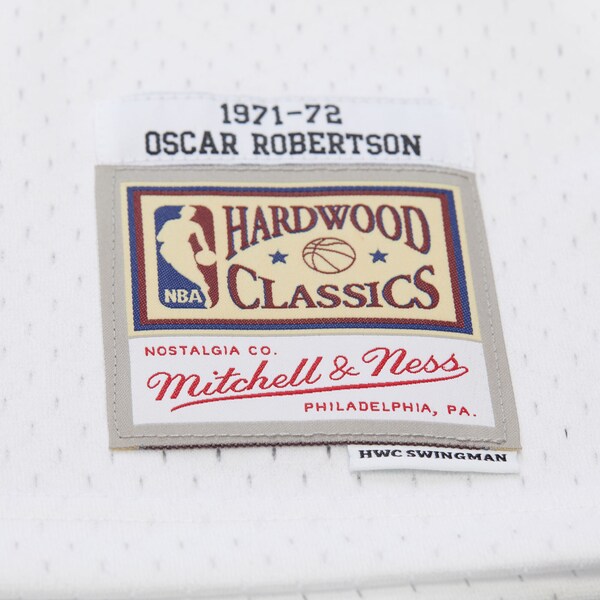 1971-72
OSCAR ROBERTSON
HARDWOOD
CLASSICS
NBA
NOSTALGIA CO.
Mitchell & Ness
PHILADELPHIA, PA.
HWC SWINGMAN